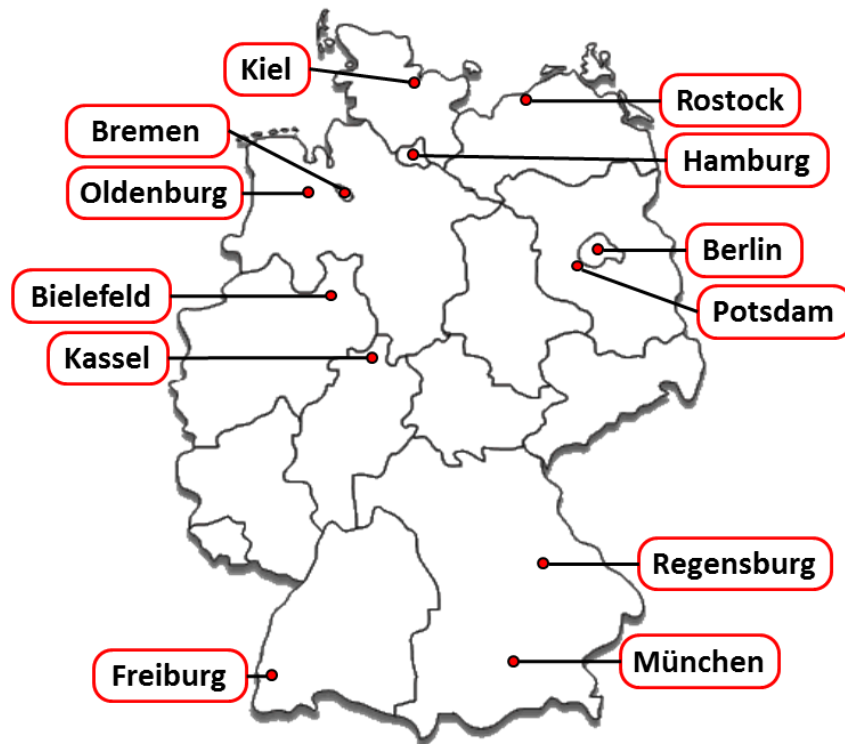 Kiel
Rostock
Bremen
Hamburg
Oldenburg
Berlin
Bielefeld
Potsdam
Kassel
Regensburg
Freiburg
München